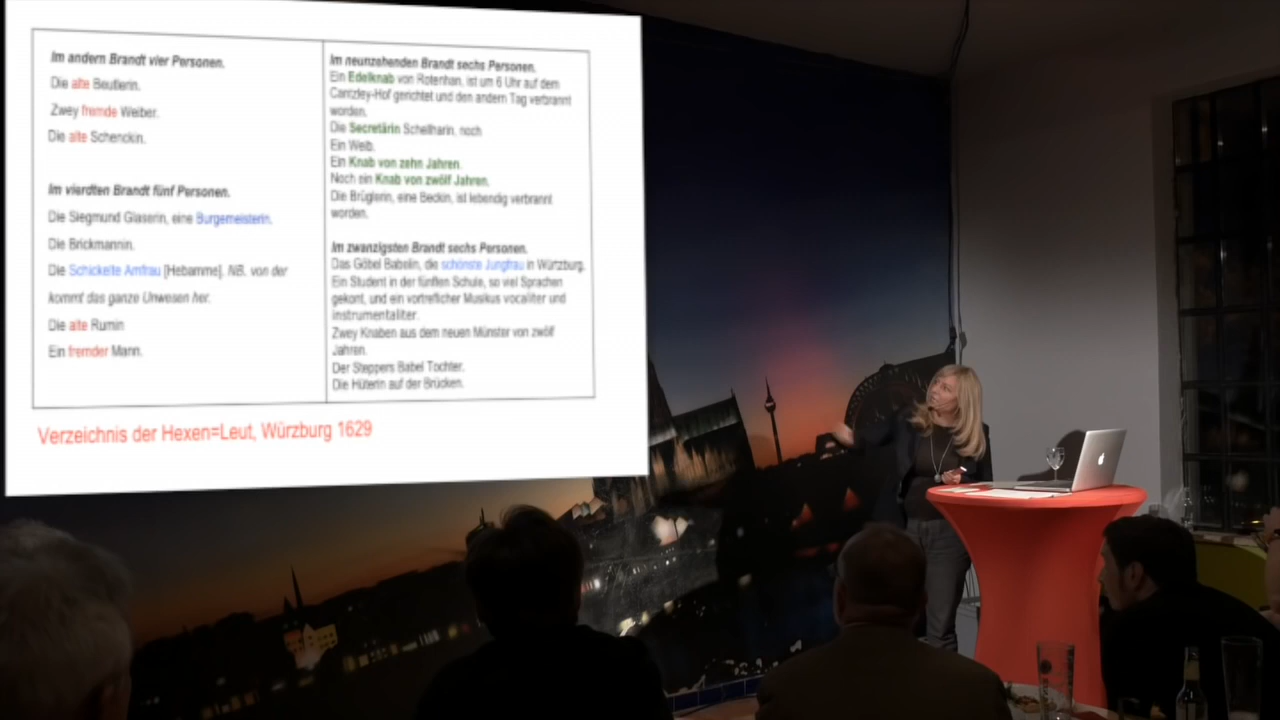 Im andern Brandt vier Personen.
Die alte Beutlerin.
Zwey fremde Weiber.
Die alte Schenckin.
Im vierdten Brandt fünf Personen.
Die Siegmund Glaserin, eine Burgemeisterin.
Die Brickmannin.
Die Schickelte Amfrau [Hebamme]. NB. von der
kommt das ganze Unwesen her.
Die alte Rumin
Ein fremder Mann.
Im neunzehenden Brandt sechs Personen.
Ein Edelknab von Rotenhan, ist um 6 Uhr auf dem
Cantzley-Hof gerichtet und den andern Tag verbrannt
worden.
Die Secretärin Schellharin, noch
Ein Weib.
Ein Knab von zehn Jahren.
Noch ein Knab von zwölf Jahren.
Die Brüglerin, eine Beckin, ist lebendig verbrannt
worden.
Im zwanzigsten Brandt sechs Personen.
Das Göbel Babelin, die schönste Jungfrau in Würtzburg.
Ein Student in der fünften Schule, so viel Sprachen
gekont, und ein vortreflicher Musikus vocaliter und
instrumentaliter.
Zwey Knaben aus dem neuen Münster von zwölf
Jahren.
Der Steppers Babel Tochter.
Die Hüterin auf der Brücken.
Verzeichnis der Hexen=Leut, Würzburg 1629